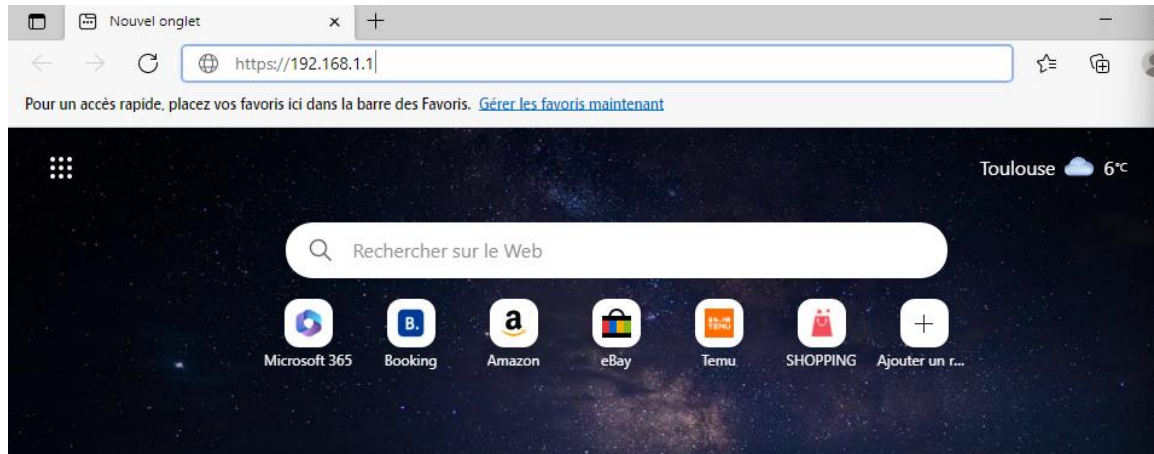 Nouvel onglet
https://192.168.1.1
Pour un accès rapide, placez vos favoris ici dans la barre des Favoris. Gérer les favoris maintenant
Toulouse 6°C
Rechercher sur le Web
B. a TEMU
Microsoft 365 Booking Amazon eBay Temu SHOPPING Ajouter un r...